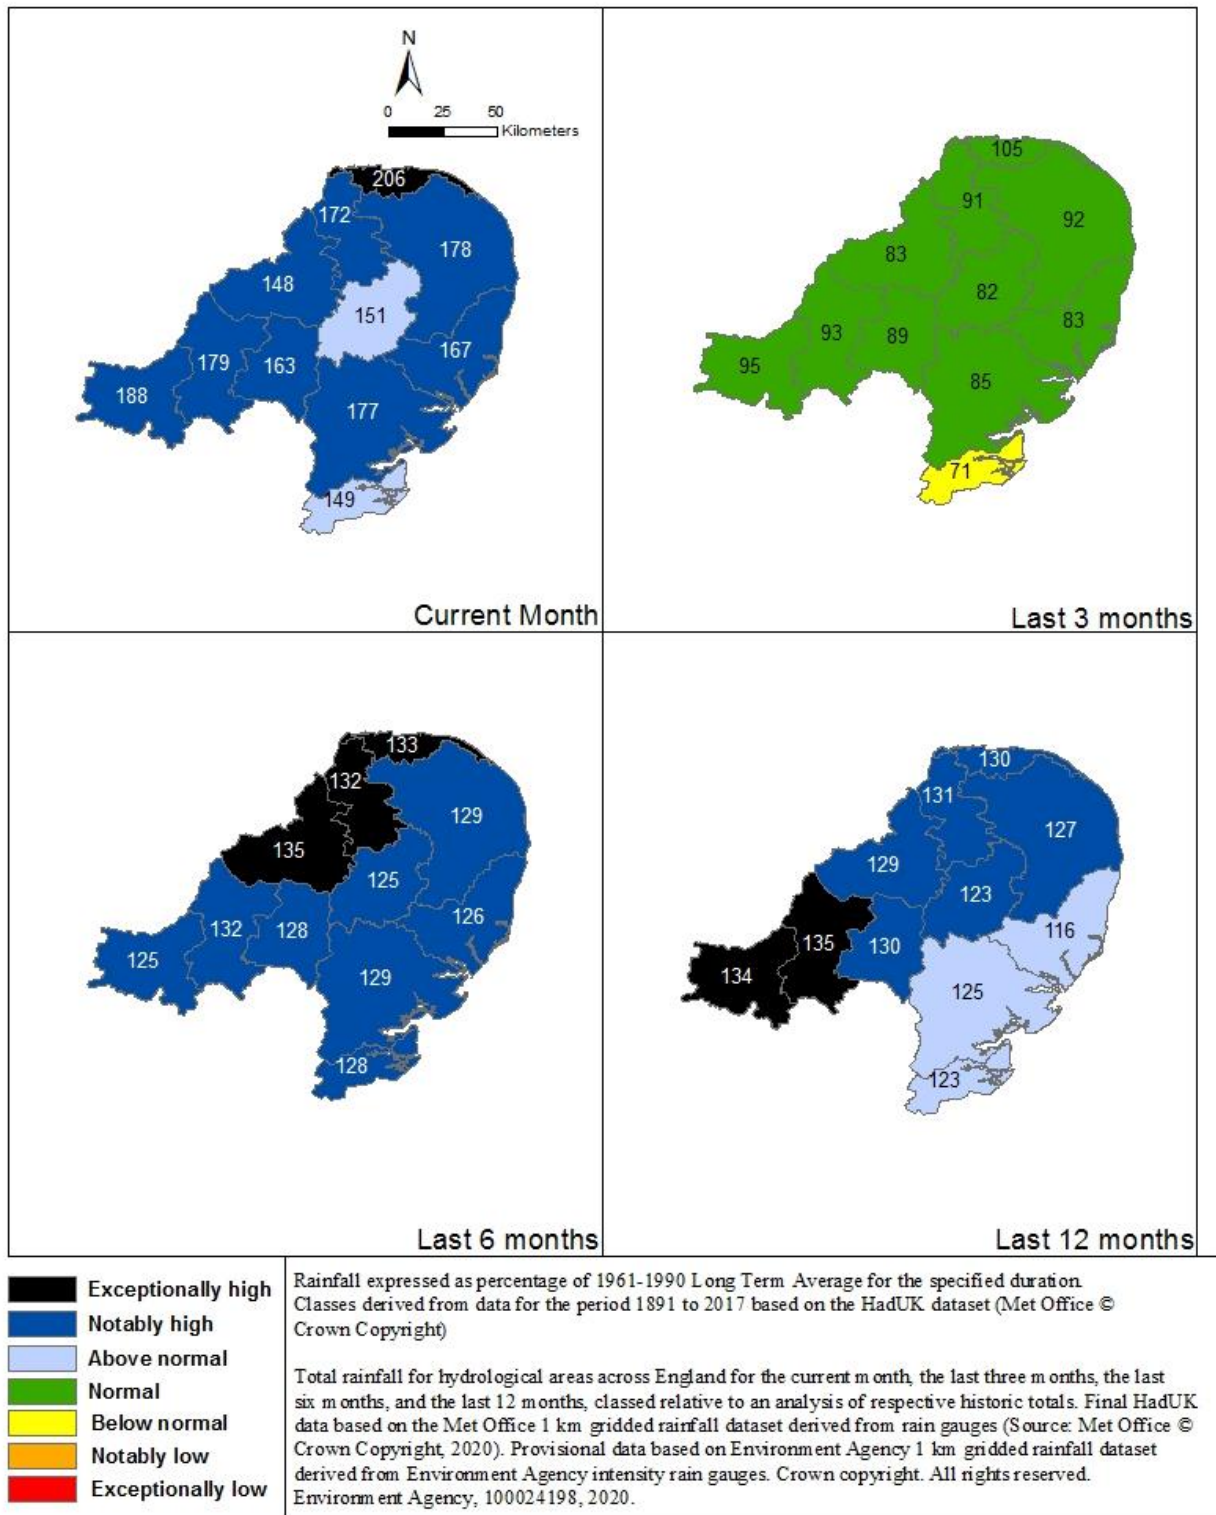 N
0 25 50
Kilometers
206
172
178
148
151
167
179
163
188
177
149
Current Month
105
91
92
83
82
83
93
89
95
85
71
Last 3 months
133
132
129
135
125
126
132
128
125
129
128
Last 6 months
130
131
127
129
123
116
135
130
134
125
123
Last 12 months
Exceptionally high
Notably high
Above normal
Normal
Below normal
Notably low
Exceptionally low
Rainfall expressed as percentage of 1961-1990 Long Term Average for the specified duration.
Classes derived from data for the period 1891 to 2017 based on the HadUK dataset (Met Office ©
Crown Copyright)
Total rainfall for hydrological areas across England for the current month, the last three months, the last
six months, and the last 12 months, classed relative to an analysis of respective historic totals. Final HadUK
data based on the Met Office 1 km gridded rainfall dataset derived from rain gauges (Source: Met Office ©
Crown Copyright, 2020). Provisional data based on Environment Agency 1 km gridded rainfall dataset
derived from Environment Agency intensity rain gauges. Crown copyright. All rights reserved.
Environment Agency, 100024198, 2020.